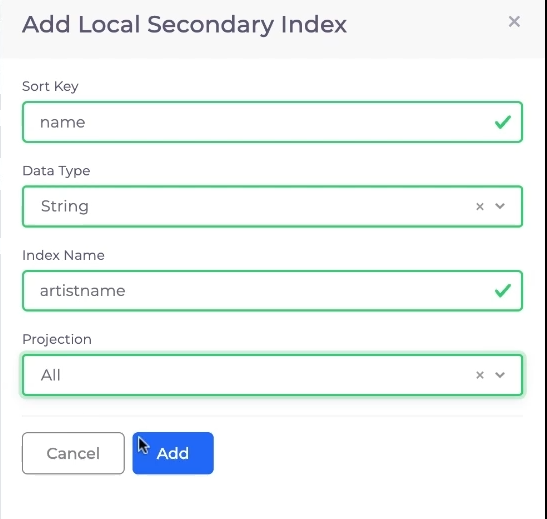 Add Local Secondary Index
Sort Key
name
Data Type
String
Index Name
artistname
Projection
All
Cancel
Add